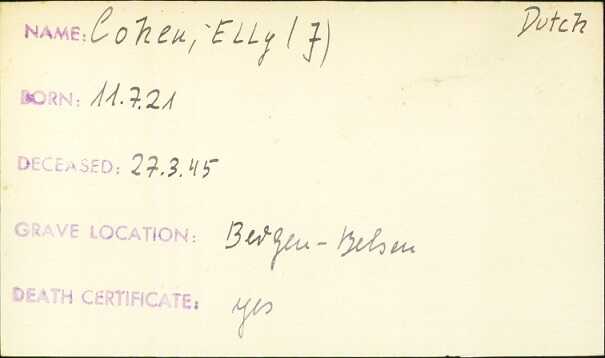 Dutch
NAME: Cohen, Elly (J)
BORN: 11.7.21
DECEASED: 27.3.45
GRAVE LOCATION: Bergen-Belsen
DEATH CERTIFICATE: yes